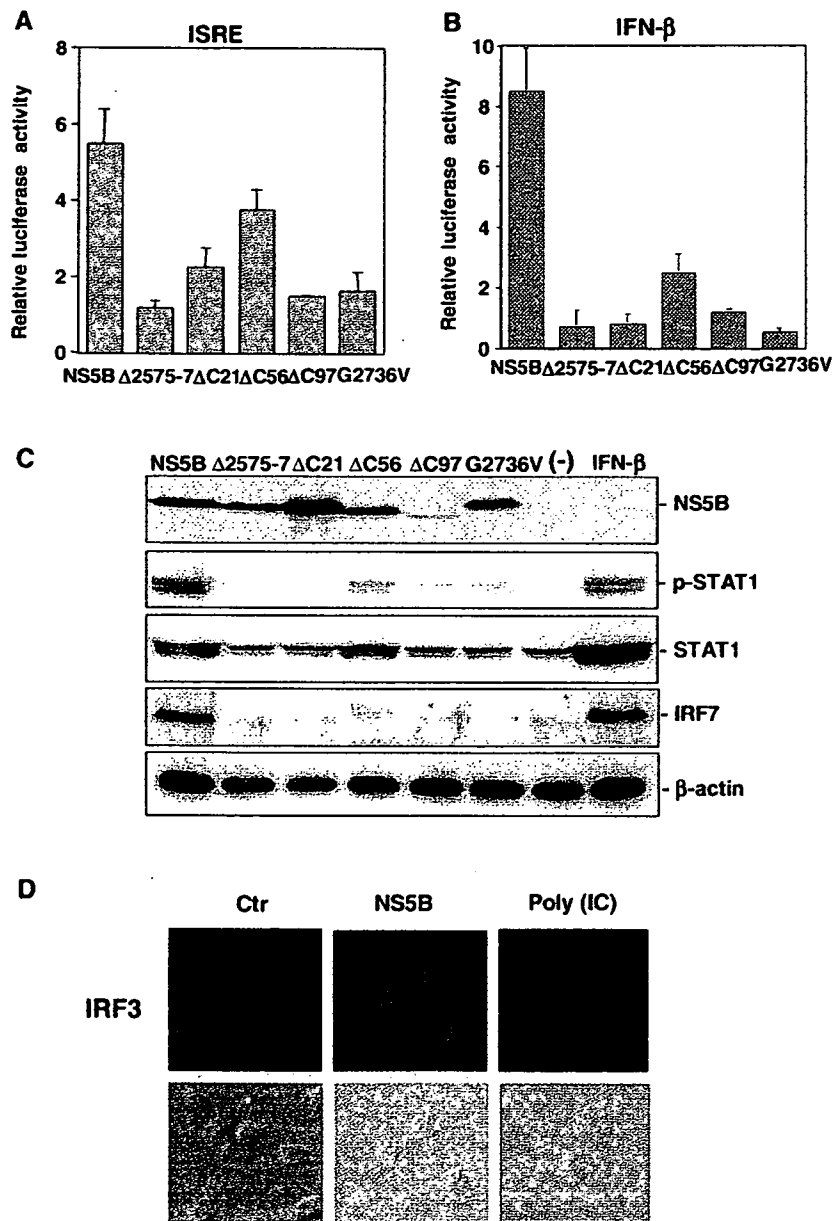 A
ISRE
Relative luciferase activity
8
6
4
2
0
NS5B Δ2575-7 ΔC21 ΔC56 ΔC97 G2736V
B
IFN-β
Relative luciferase activity
10
8
6
4
2
0
NS5B Δ2575-7 ΔC21 ΔC56 ΔC97 G2736V
C
NS5B Δ2575-7 ΔC21 ΔC56 ΔC97 G2736V (-) IFN-β
- NS5B
- p-STAT1
- STAT1
- IRF7
- β-actin
D
Ctr NS5B Poly (IC)
IRF3